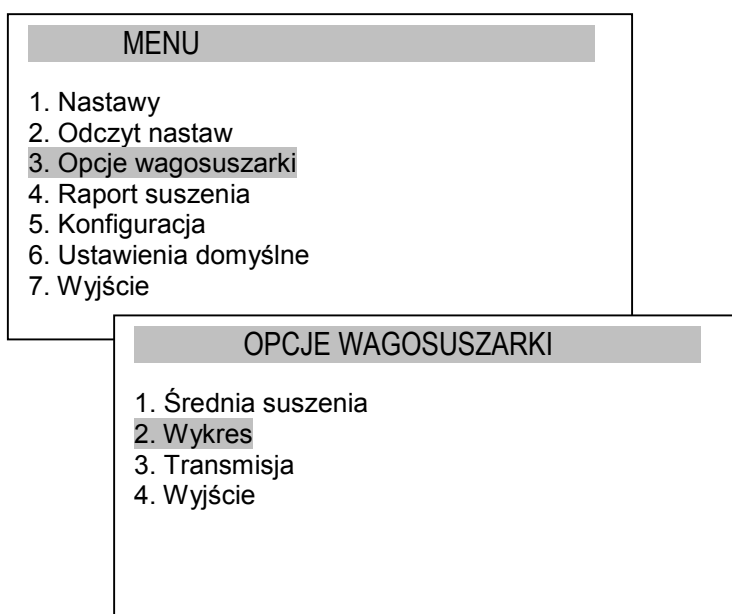 MENU
1. Nastawy
2. Odczyt nastaw
3. Opcje wagosuszarki
4. Raport suszenia
5. Konfiguracja
6. Ustawienia domyślne
7. Wyjście
OPCJE WAGOSUSZARKI
1. Średnia suszenia
2. Wykres
3. Transmisja
4. Wyjście